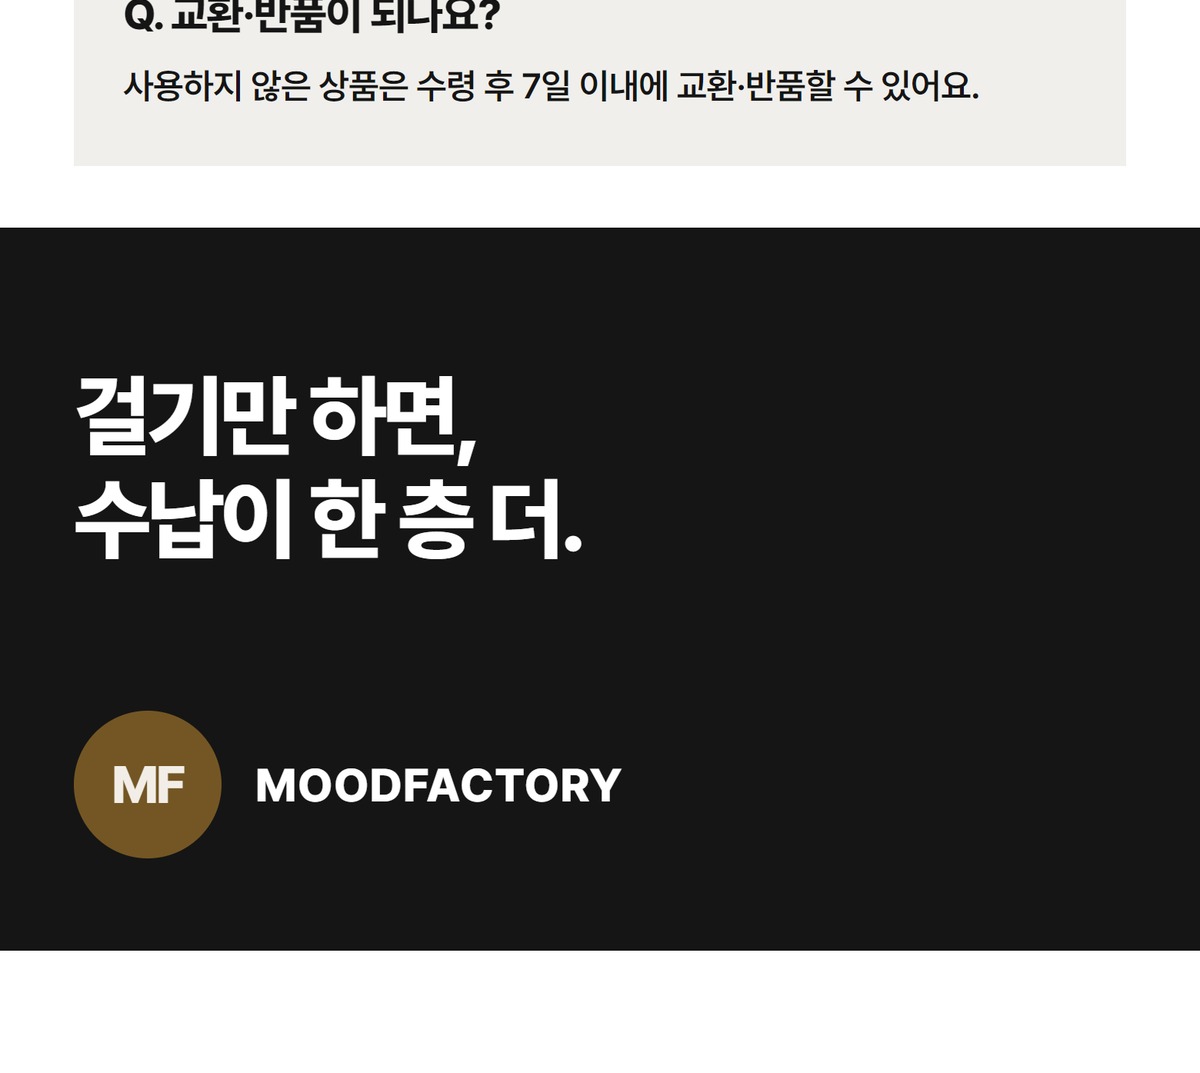 Q. 교환·반품이 되나요?
사용하지 않은 상품은 수령 후 7일 이내에 교환·반품할 수 있어요.
걸기만 하면,
수납이 한 층 더.
MF
MOODFACTORY